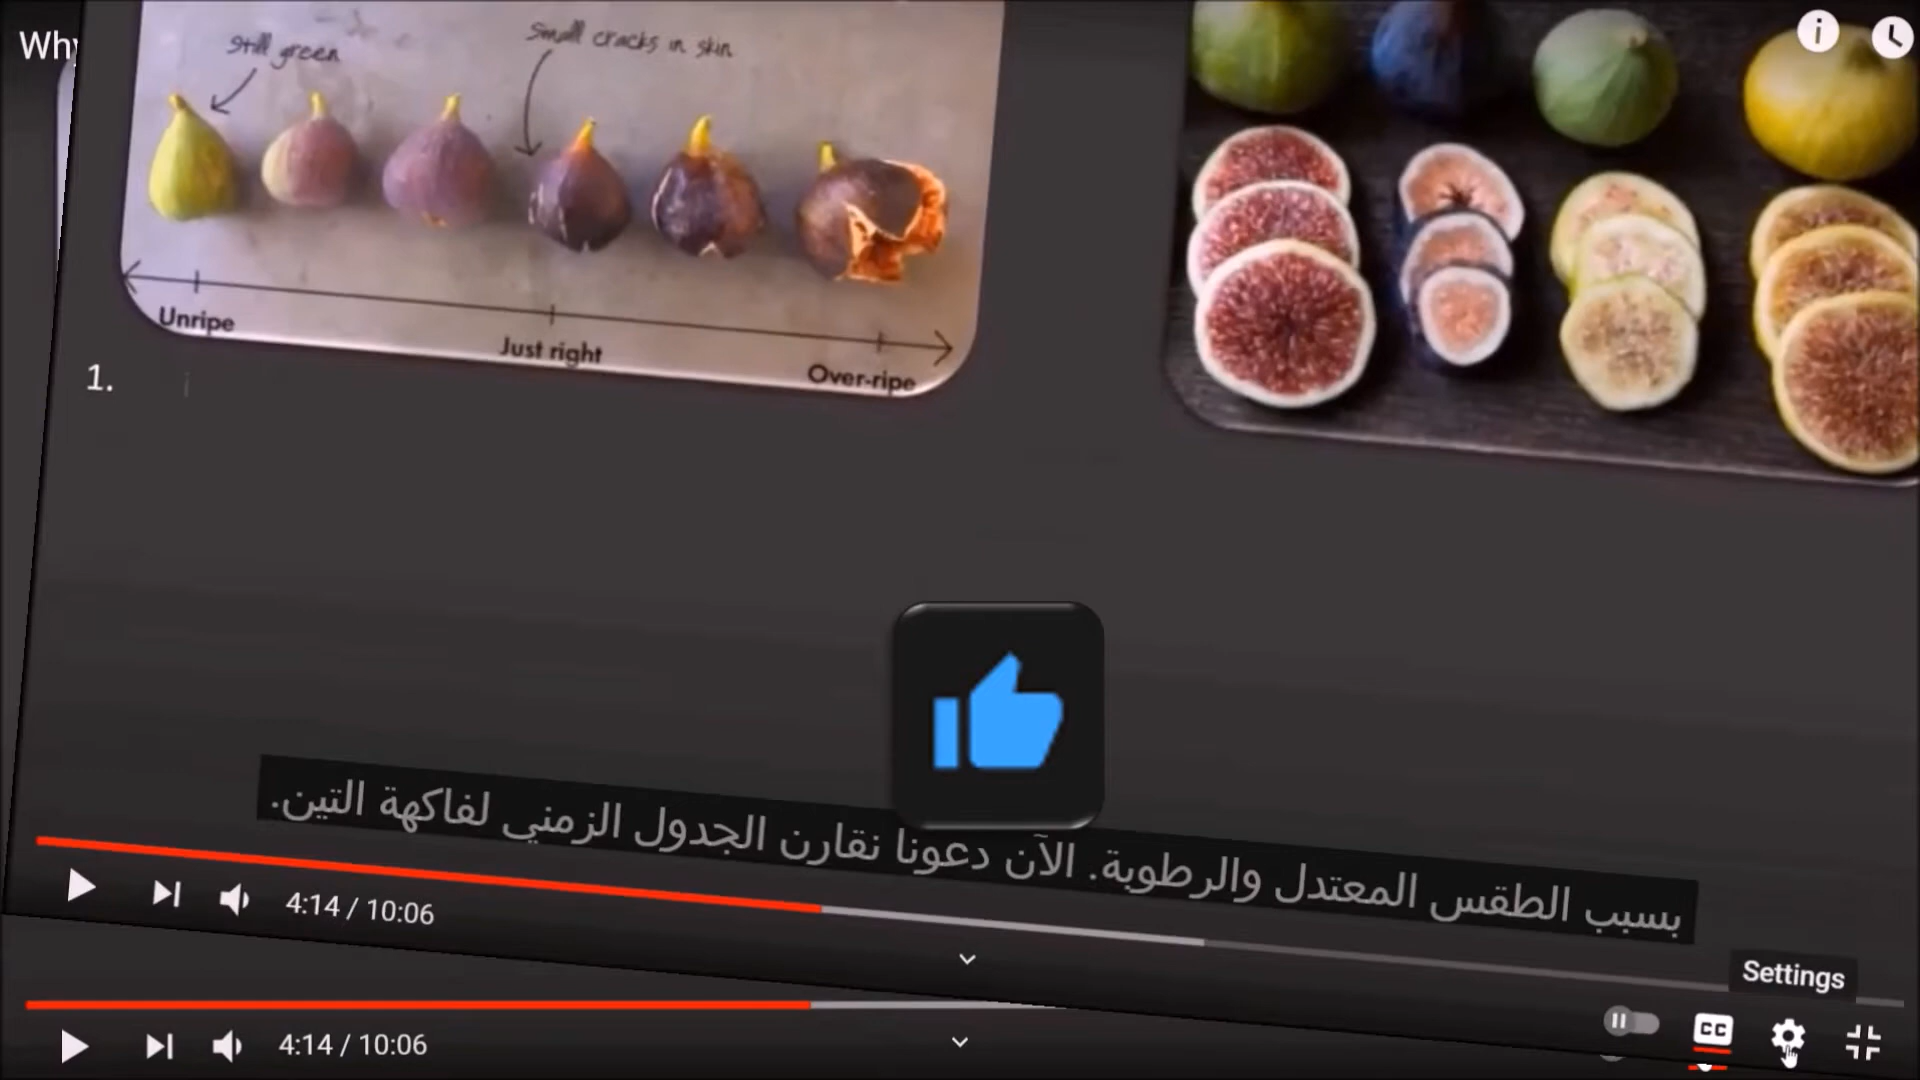 Why
Still green
Small cracks in skin
Unripe
Just right
Over-ripe
1.
بسبب الطقس المعتدل والرطوبة. الآن دعونا نقارن الجدول الزمني لفاكهة التين.
4:14 / 10:06
Settings
CC
4:14 / 10:06